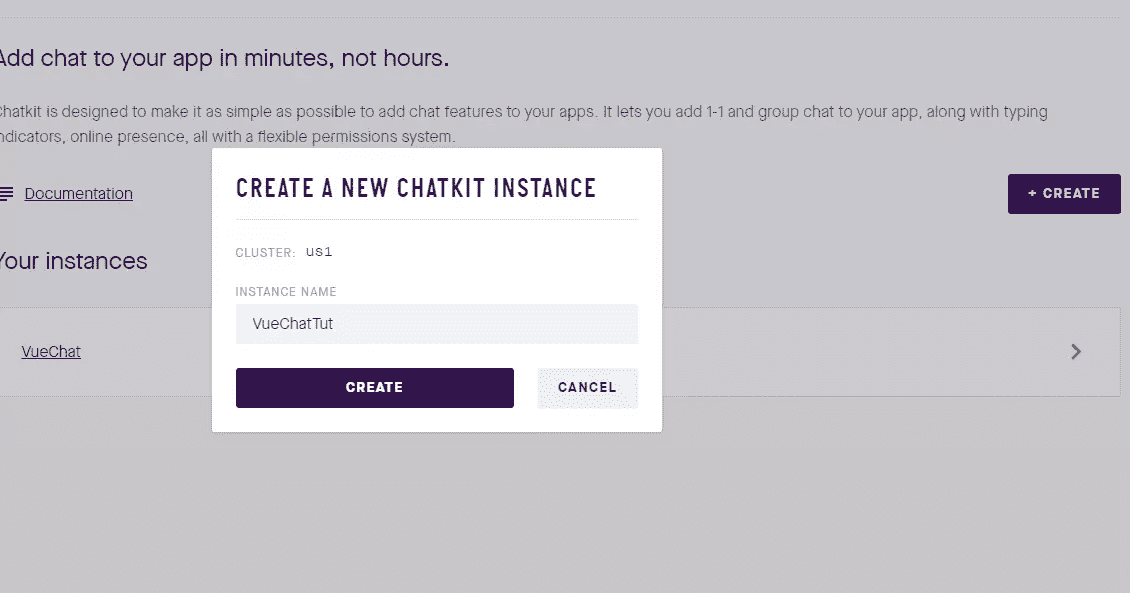 Add chat to your app in minutes, not hours.
Chatkit is designed to make it as simple as possible to add chat features to your apps. It lets you add 1-1 and group chat to your app, along with typing
indicators, online presence, all with a flexible permissions system.
CREATE A NEW CHATKIT INSTANCE
Documentation
+ CREATE
CLUSTER: us1
Your instances
INSTANCE NAME
VueChatTut
VueChat
CREATE CANCEL